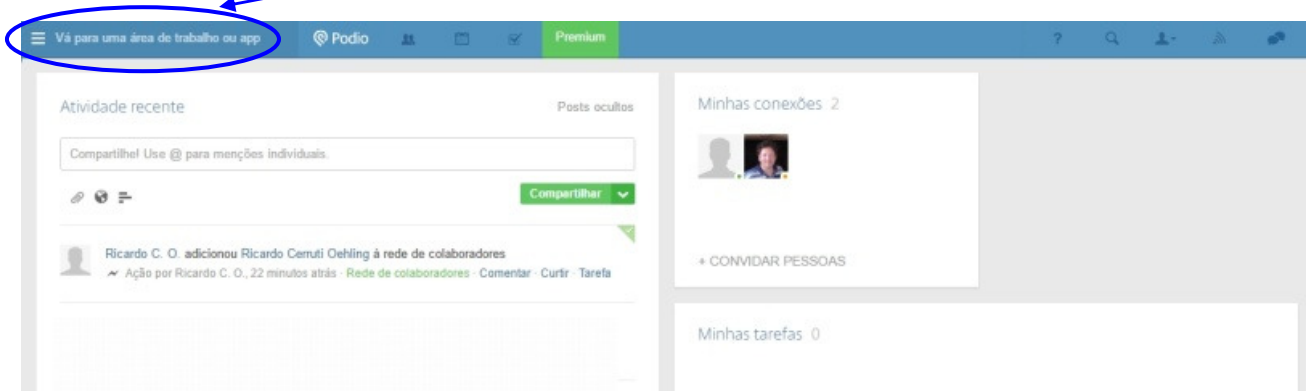 Vá para uma área de trabalho ou app
Podio
Premium
?
Atividade recente
Posts ocultos
Compartilhe! Use @ para menções individuais.
Compartilhar
Ricardo C. O. adicionou Ricardo Cerruti Oehling à rede de colaboradores
Ação por Ricardo C. O., 22 minutos atrás · Rede de colaboradores · Comentar · Curtir · Tarefa
Minhas conexões 2
+ CONVIDAR PESSOAS
Minhas tarefas 0